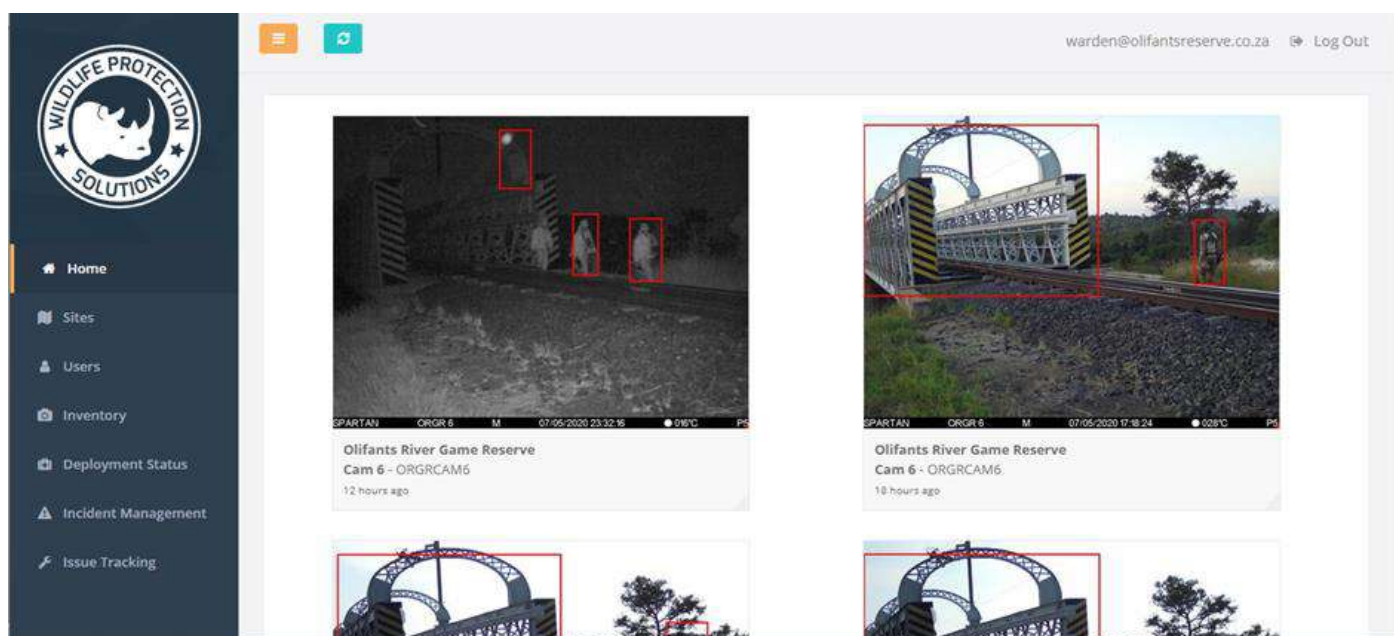 WILDLIFE PROTECTION
SOLUTIONS
Home
Sites
Users
Inventory
Deployment Status
Incident Management
Issue Tracking
warden@olifantsreserve.co.za Log Out
SPARTAN ORGR 6 M 07/05/2020 23:32:16 016°C P5
Olifants River Game Reserve
Cam 6 - ORGRCAM6
12 hours ago
SPARTAN ORGR 6 M 07/05/2020 17:18:24 028°C P5
Olifants River Game Reserve
Cam 6 - ORGRCAM6
18 hours ago